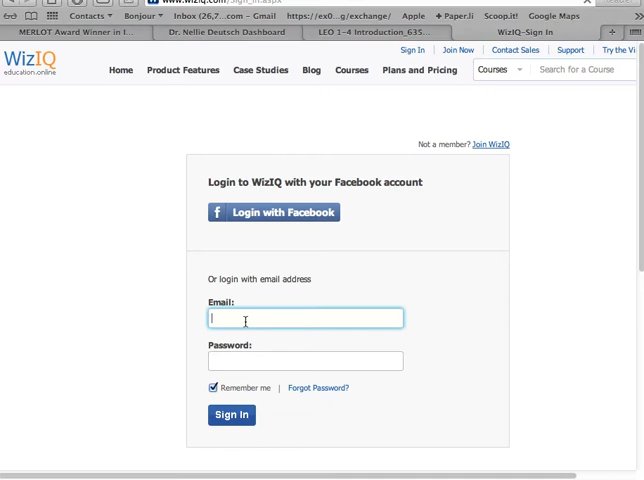 www.wiziq.com/Sign_in.aspx
Contacts Bonjour Inbox (26,7...com - Gmail https://ex0...g/exchange/ Apple + Paper.li Scoop.it! Google Maps
MERLOT Award Winner in I... Dr. Nellie Deutsch Dashboard LEO 1-4 Introduction_635... WizIQ-Sign In +
Sign In Join Now Contact Sales Support Try the Vi
WizIQ
education.online
Home Product Features Case Studies Blog Courses Plans and Pricing Courses Search for a Course
Not a member? Join WizIQ
Login to WizIQ with your Facebook account
f Login with Facebook
Or login with email address
Email:
Password:
Remember me | Forgot Password?
Sign In